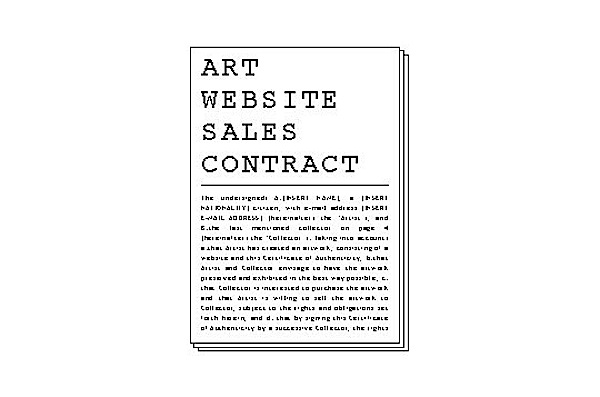 ART
WEBSITE
SALES
CONTRACT
The undersigned: A.[INSERT NAME], a [INSERT
NATIONALITY] citizen, with e-mail address [INSERT
E-MAIL ADDRESS] (hereinafter: the 'Artist'), and
B.the last mentioned collector on page 4
(hereinafter: the 'Collector'), taking into account:
a.that Artist has created an artwork, consisting of a
website and this Certificate of Authenticity, b.that
Artist and Collector envisage to have the artwork
preserved and exhibited in the best way possible, c.
that Collector is interested to purchase the artwork
and that Artist is willing to sell the artwork to
Collector, subject to the rights and obligations set
forth herein, and d. that by signing this Certificate
of Authenticity by a successive Collector, the rights